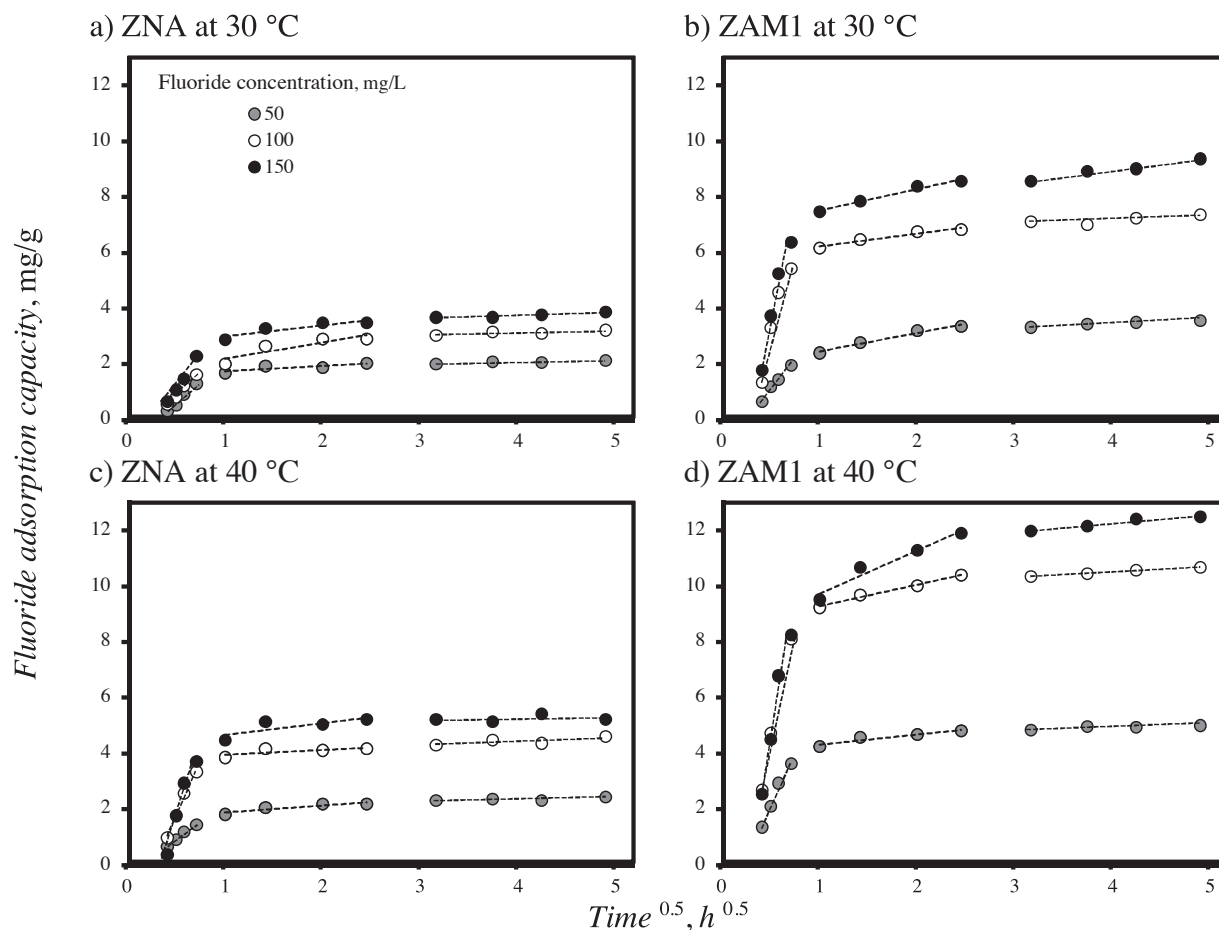 a) ZNA at 30 °C
b) ZAM1 at 30 °C
Fluoride concentration, mg/L
50
100
150
12
10
8
6
4
2
0
0 1 2 3 4 5
12
10
8
6
4
2
0
0 1 2 3 4 5
c) ZNA at 40 °C
d) ZAM1 at 40 °C
12
10
8
6
4
2
0
0 1 2 3 4 5
12
10
8
6
4
2
0
0 1 2 3 4 5
Fluoride adsorption capacity, mg/g
Time 0.5, h 0.5